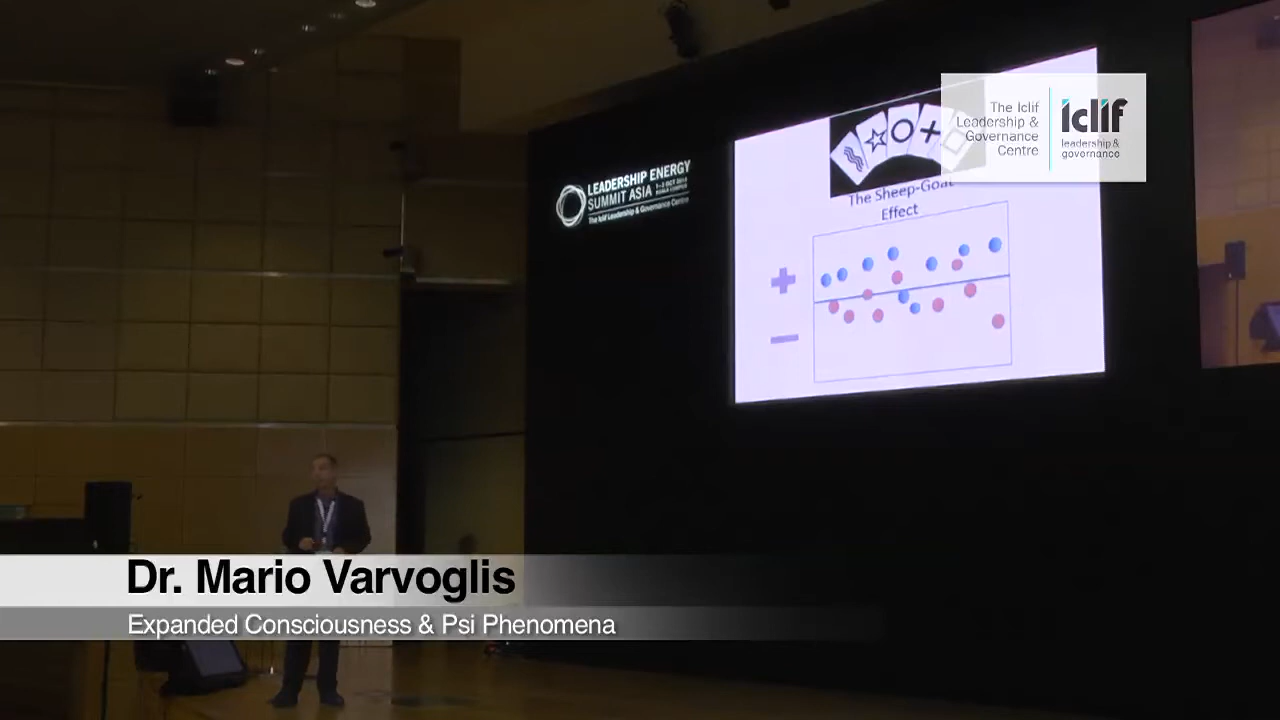 The Iclif
Leadership &
Governance
Centre
iclif
leadership &
governance
LEADERSHIP ENERGY
SUMMIT ASIA
The Iclif Leadership & Governance Centre
The Sheep-Goat
Effect
Dr. Mario Varvoglis
Expanded Consciousness & Psi Phenomena